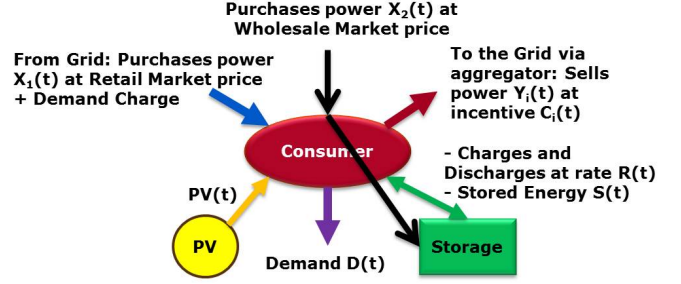 Purchases power X₂(t) at
Wholesale Market price
From Grid: Purchases power
X₁(t) at Retail Market price
+ Demand Charge
To the Grid via
aggregator: Sells
power Yᵢ(t) at
incentive Cᵢ(t)
Consumer
- Charges and
Discharges at rate R(t)
- Stored Energy S(t)
PV(t)
PV
Demand D(t)
Storage